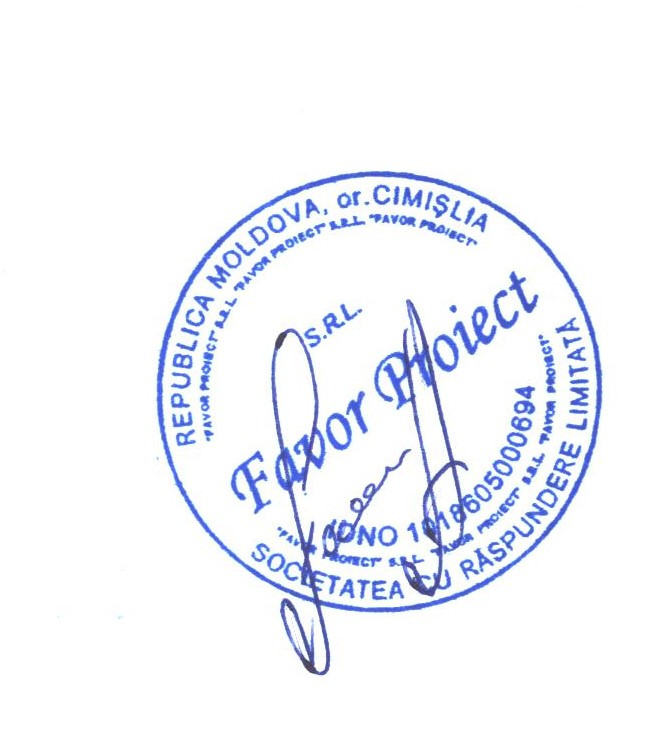 REPUBLICA MOLDOVA, or. CIMIŞLIA
"FAVOR PROIECT" S.R.L. "FAVOR PROIECT" S.R.L. "FAVOR PROIECT"
S.R.L.
Favor Proiect
IDNO 1018605000694
"FAVOR PROIECT" S.R.L. "FAVOR PROIECT" S.R.L. "FAVOR PROIECT"
SOCIETATEA CU RĂSPUNDERE LIMITATĂ